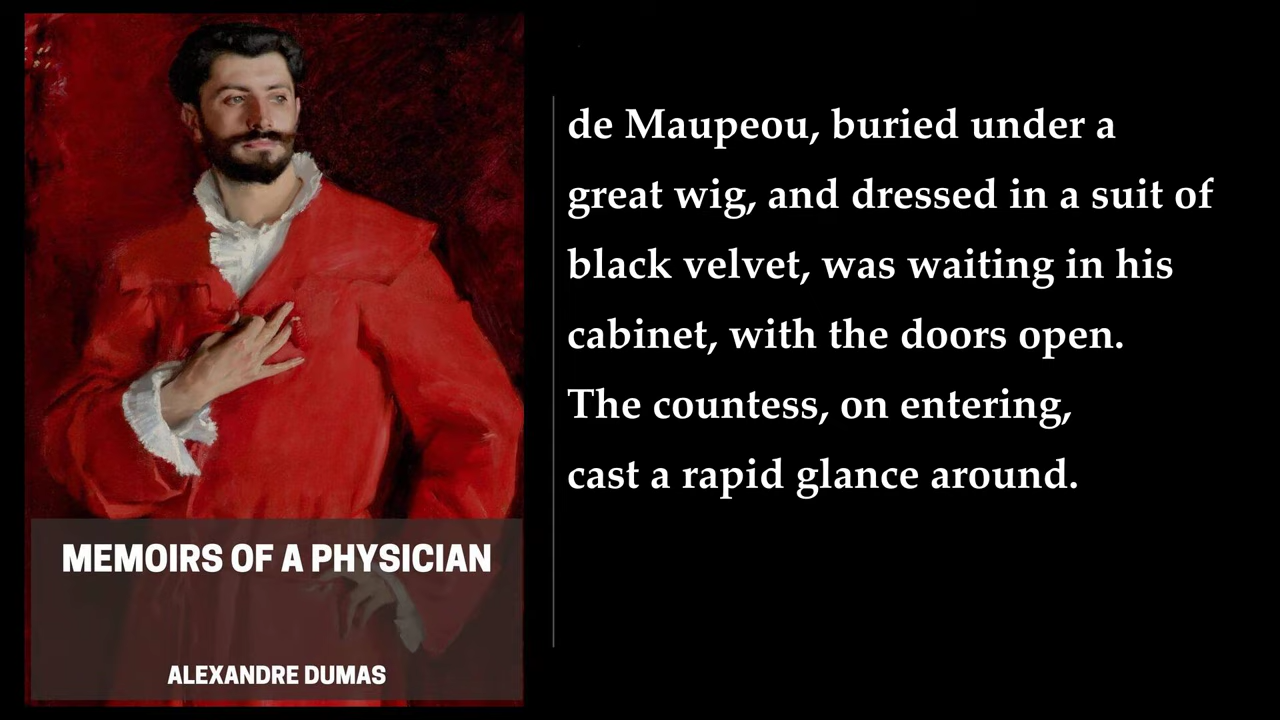 MEMOIRS OF A PHYSICIAN
ALEXANDRE DUMAS
de Maupeou, buried under a
great wig, and dressed in a suit of
black velvet, was waiting in his
cabinet, with the doors open.
The countess, on entering,
cast a rapid glance around.